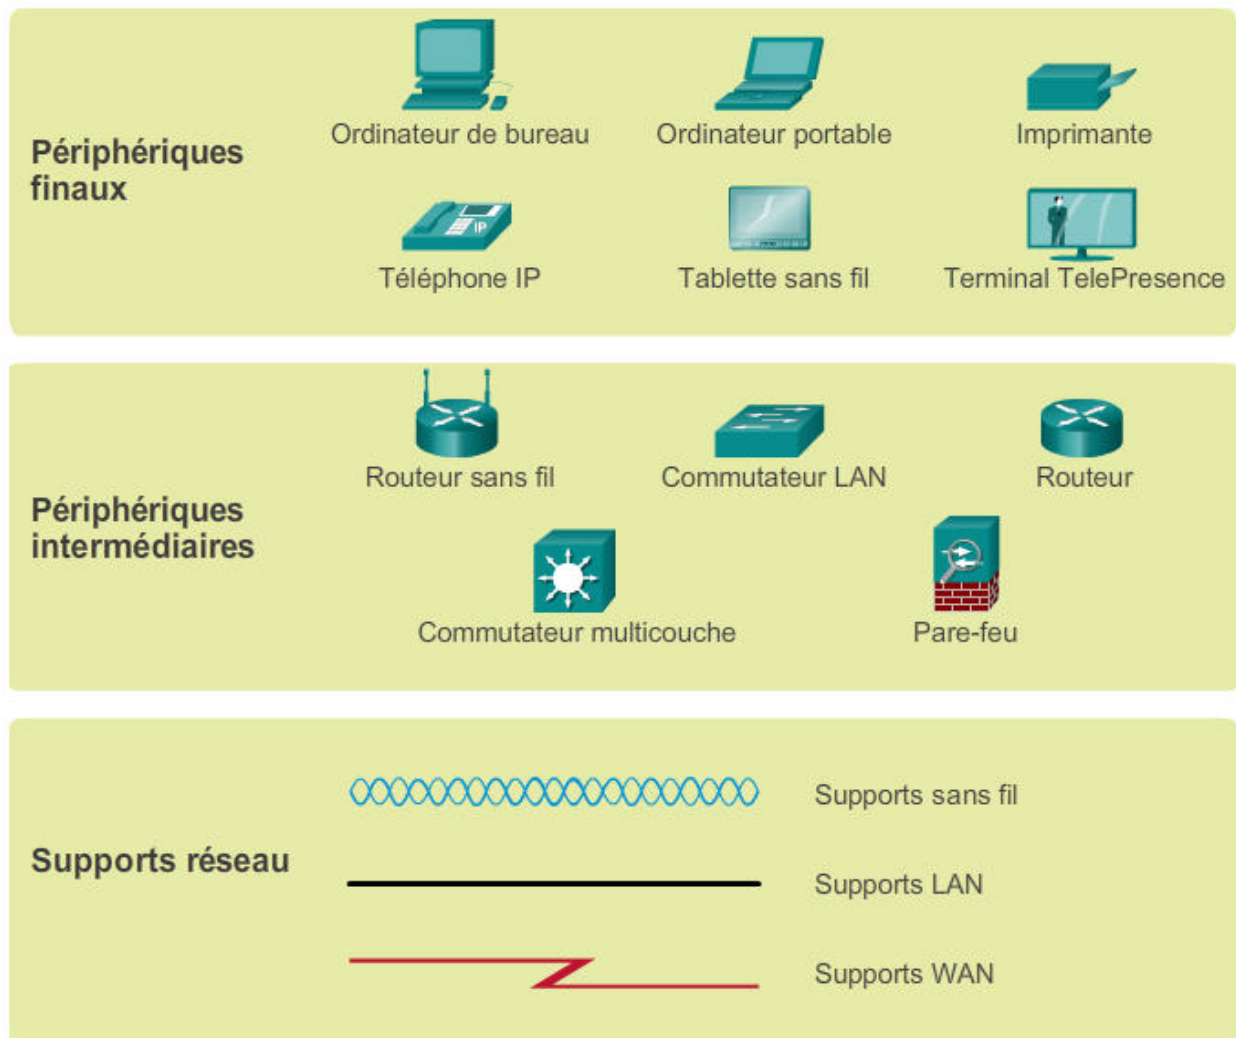 Périphériques
finaux
Ordinateur de bureau
Ordinateur portable
Imprimante
IP
Téléphone IP
Tablette sans fil
Terminal TelePresence
Périphériques
intermédiaires
Routeur sans fil
Commutateur LAN
Routeur
Commutateur multicouche
Pare-feu
Supports réseau
Supports sans fil
Supports LAN
Supports WAN